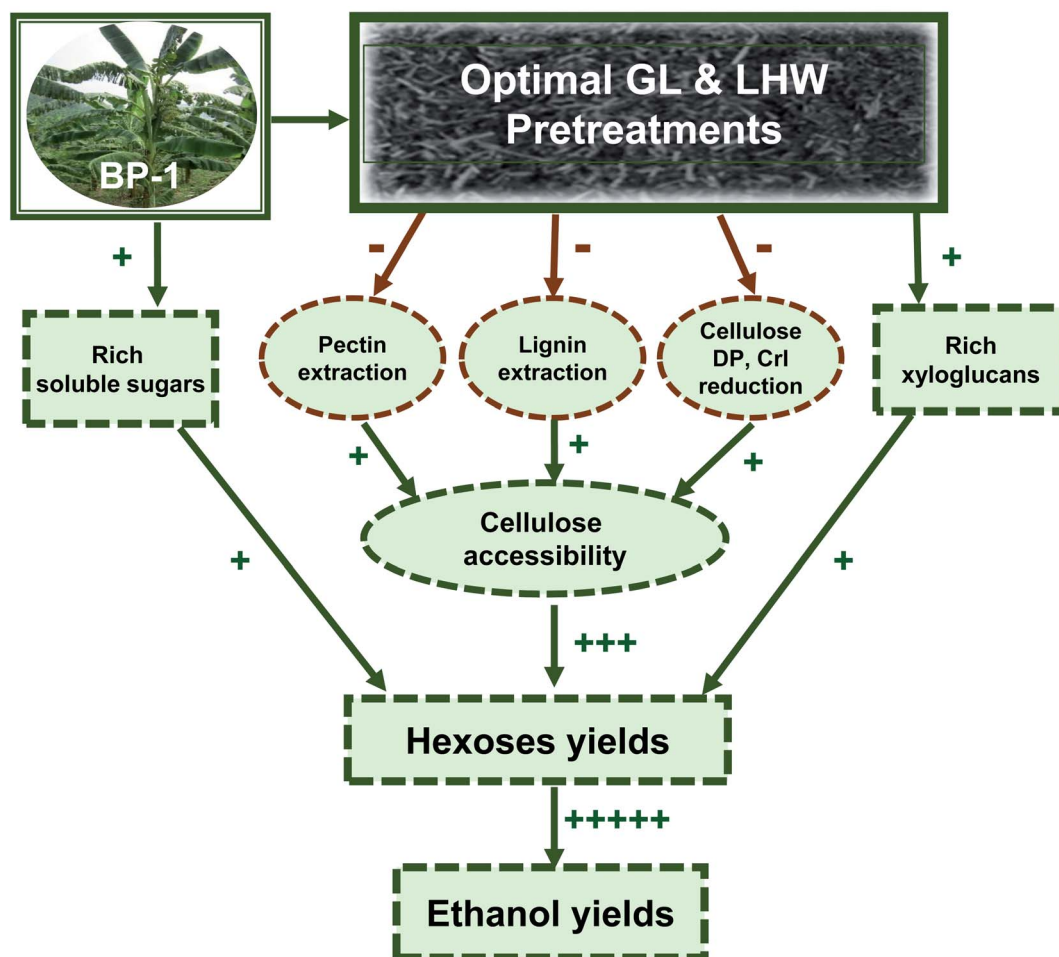 BP-1
Optimal GL & LHW
Pretreatments
+
-
-
-
+
Rich
soluble sugars
Pectin
extraction
Lignin
extraction
Cellulose
DP, CrI
reduction
Rich
xyloglucans
+
+
+
Cellulose
accessibility
+
+
+++
Hexoses yields
+++++
Ethanol yields